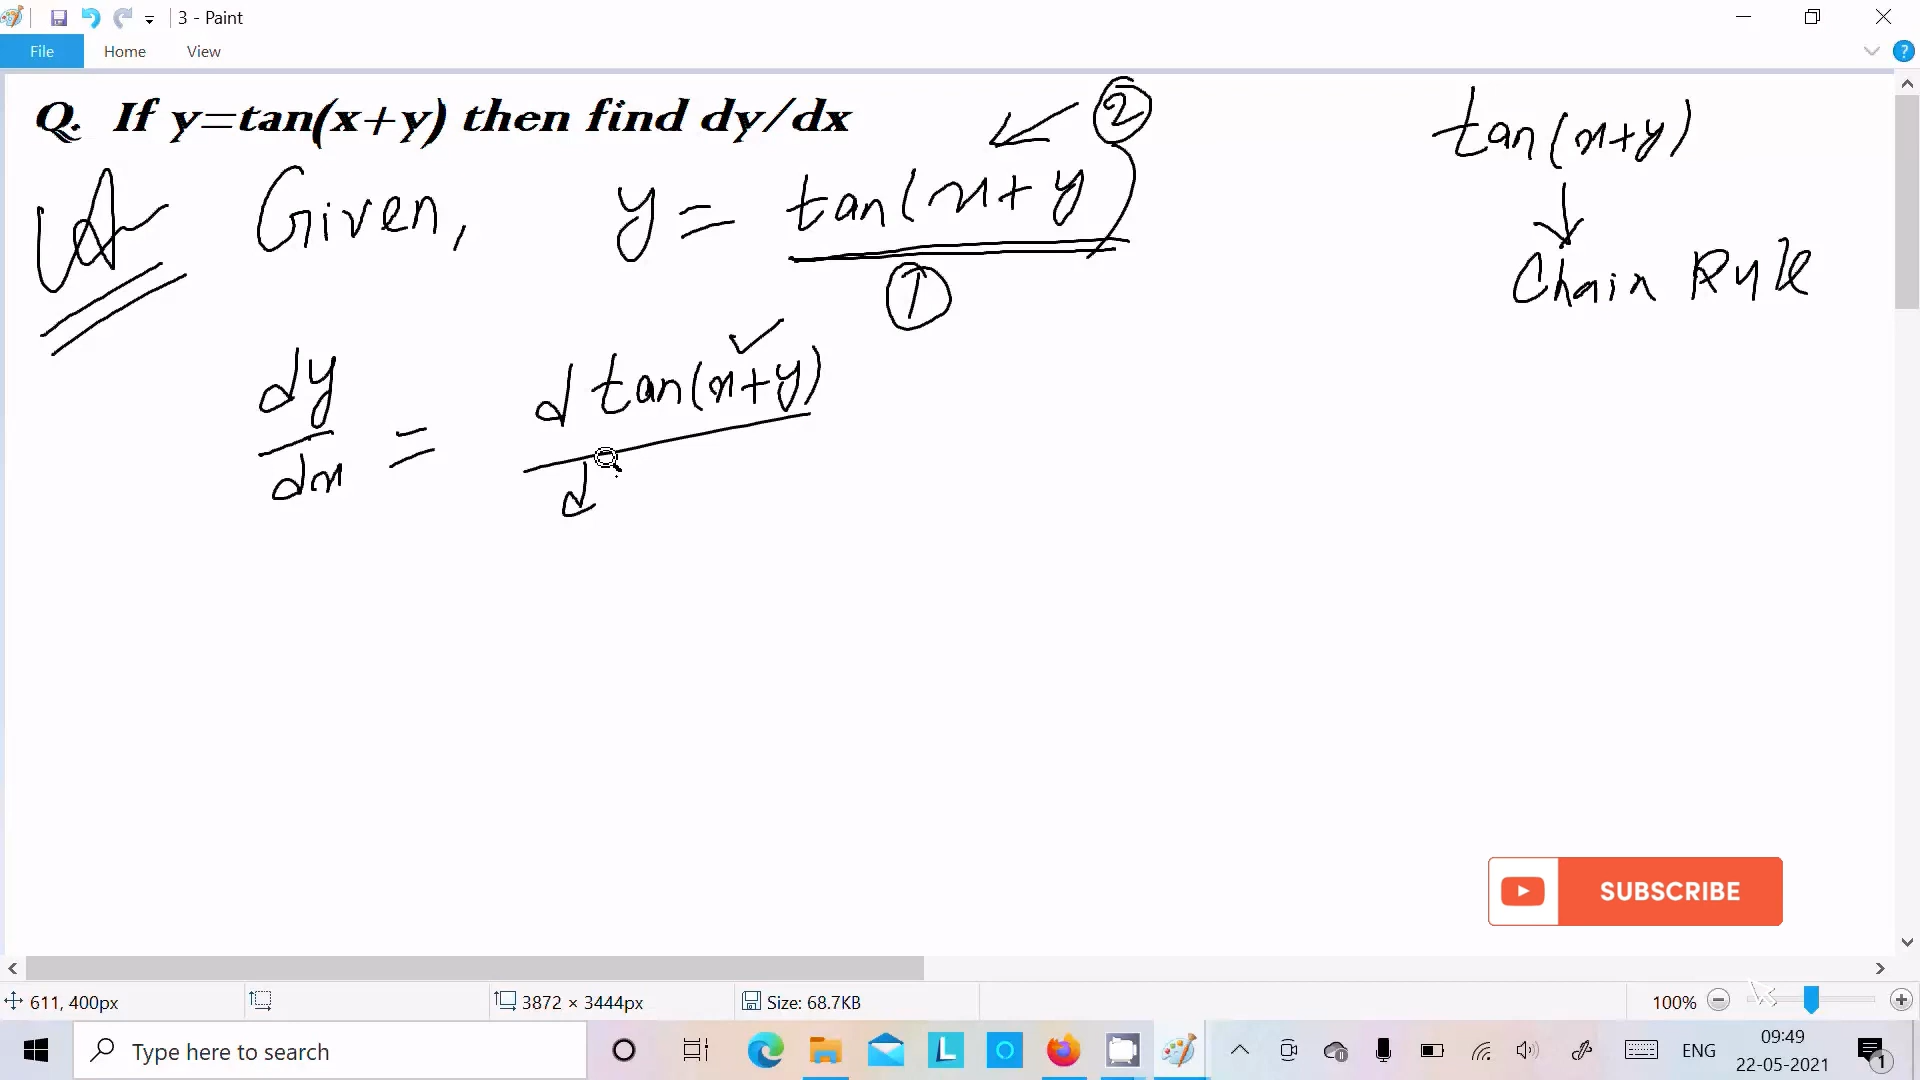 3 - Paint
File Home View
Q. If y=tan(x+y) then find dy/dx
Given, y = tan(x+y)
②
①
tan(x+y)
Chain Rule
dy/dx = d tan(x+y)/d
SUBSCRIBE
611, 400px
3872 × 3444px
Size: 68.7KB
100%
Type here to search
ENG
09:49
22-05-2021
1